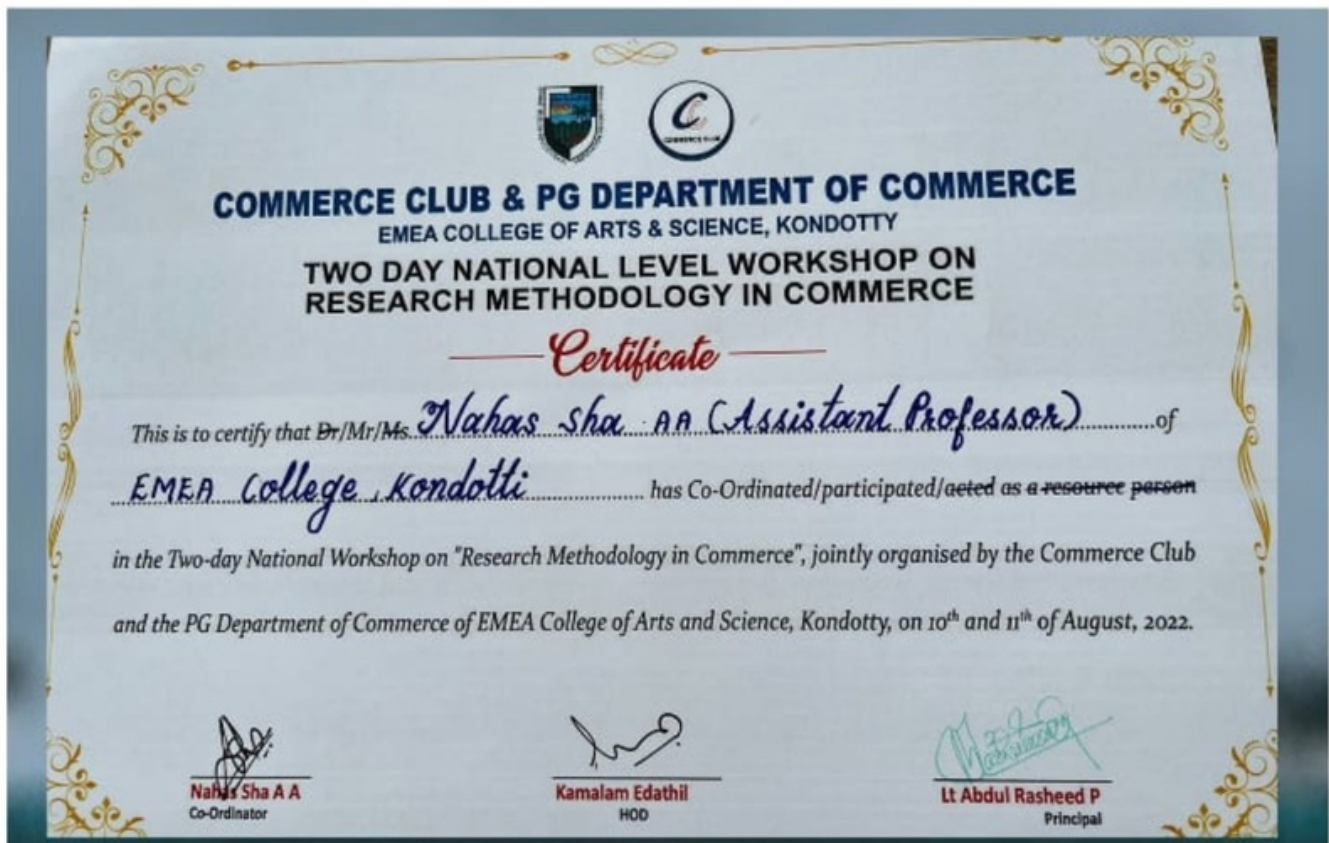 COMMERCE CLUB
COMMERCE CLUB & PG DEPARTMENT OF COMMERCE
EMEA COLLEGE OF ARTS & SCIENCE, KONDOTTY
TWO DAY NATIONAL LEVEL WORKSHOP ON
RESEARCH METHODOLOGY IN COMMERCE
Certificate
This is to certify that Dr/Mr/Ms. Nahas Sha AA (Assistant Professor) of
EMEA College, Kondotti has Co-Ordinated/participated/acted as a resource person
in the Two-day National Workshop on "Research Methodology in Commerce", jointly organised by the Commerce Club
and the PG Department of Commerce of EMEA College of Arts and Science, Kondotty, on 10th and 11th of August, 2022.
Nahas Sha A A
Co-Ordinator
Kamalam Edathil
HOD
Lt Abdul Rasheed P
Principal